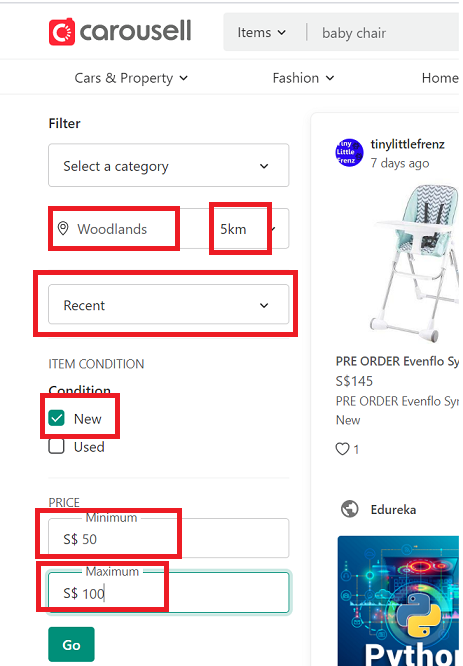 carousell Items baby chair
Cars & Property Fashion Home
Filter
Select a category
Woodlands 5km
Recent
ITEM CONDITION
Condition
New
Used
PRICE
Minimum
S$ 50
Maximum
S$ 100
Go
Tiny
Little
Frenz
tinylittlefrenz
7 days ago
PRE ORDER Evenflo Sy
S$145
PRE ORDER Evenflo Syr
New
1
Edureka
Python